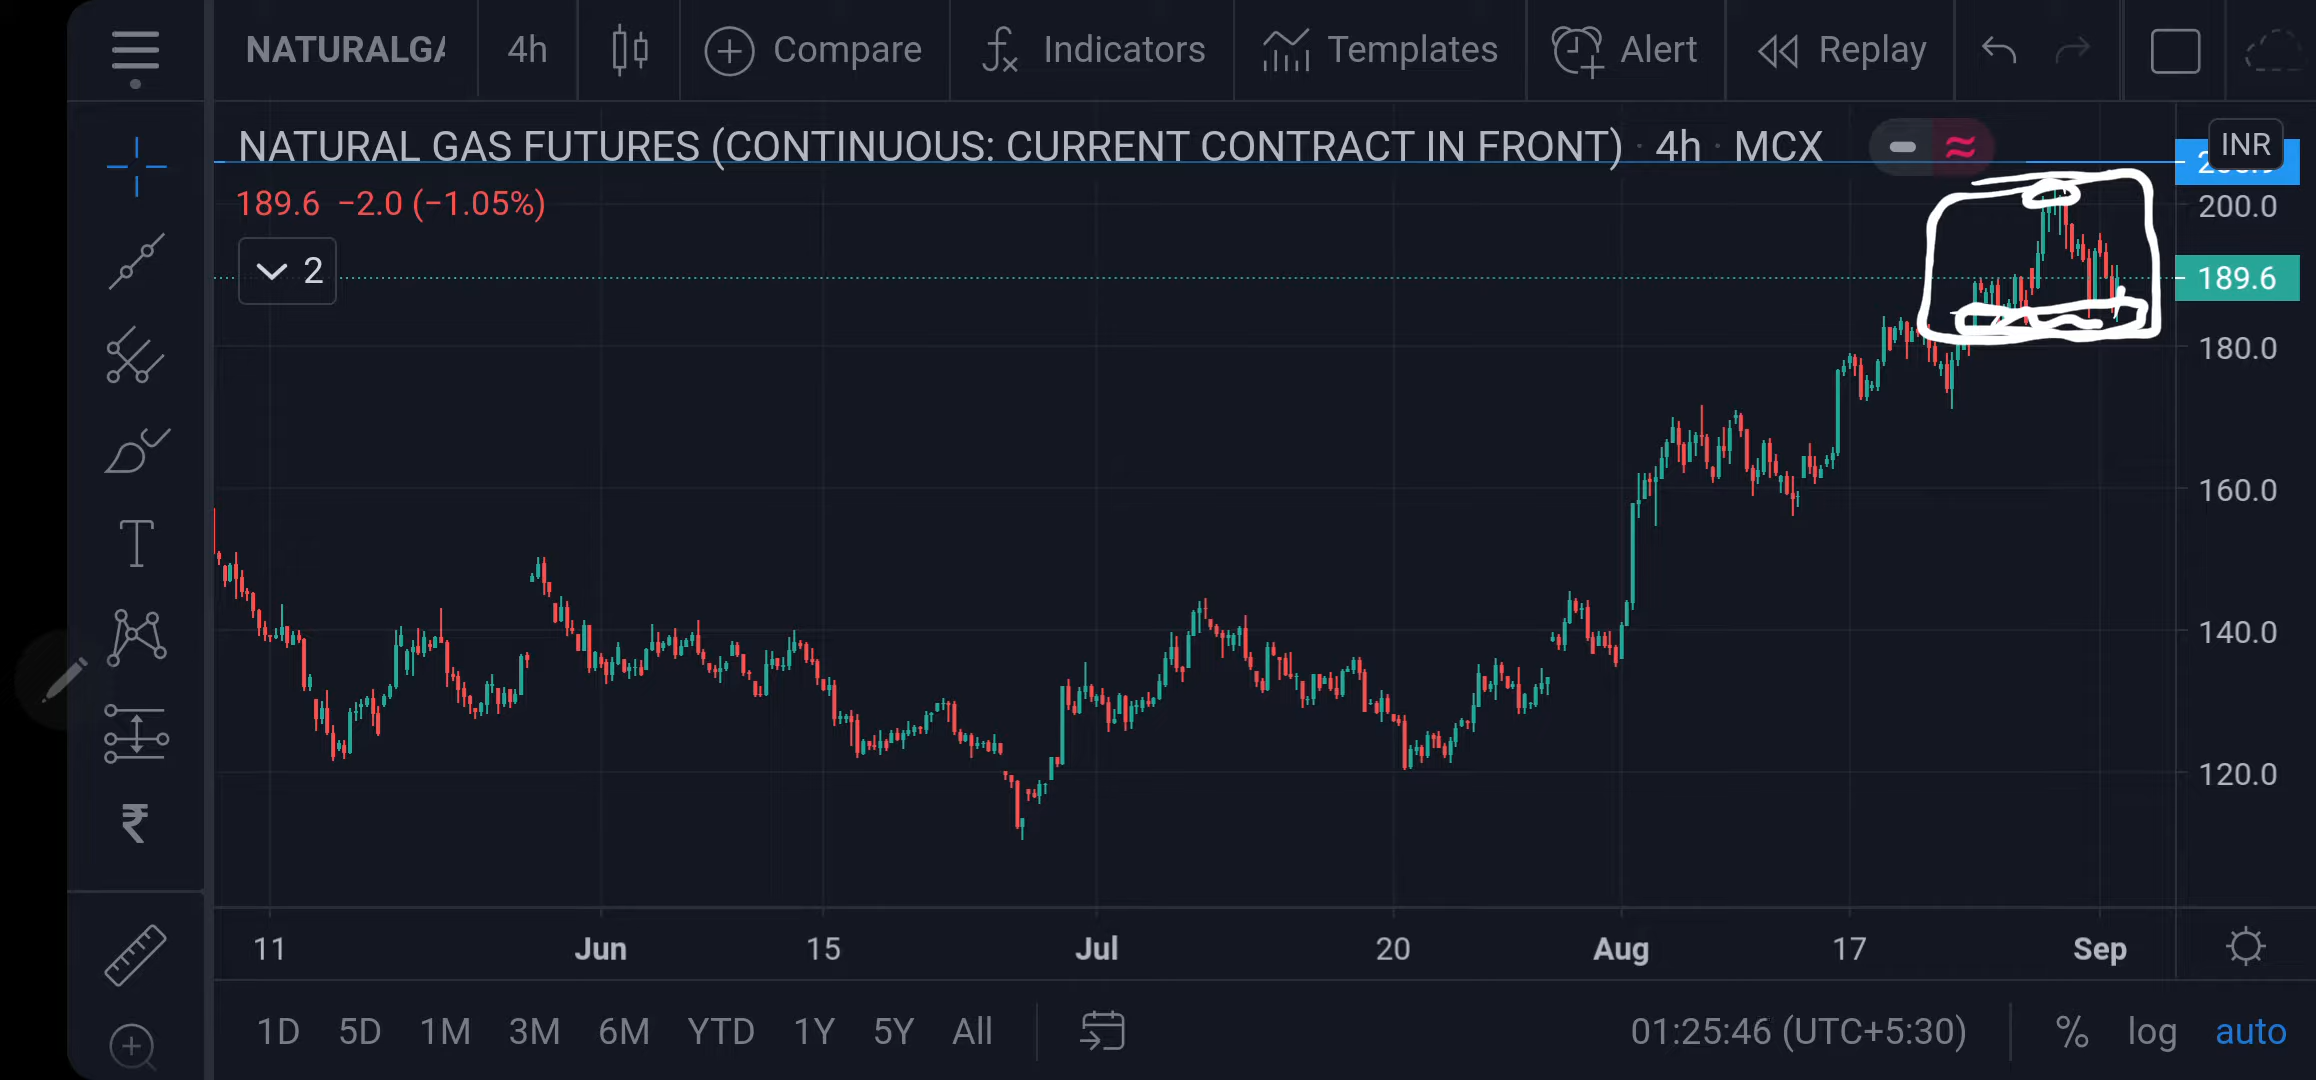 NATURALGA 4h Compare Indicators Templates Alert Replay
NATURAL GAS FUTURES (CONTINUOUS: CURRENT CONTRACT IN FRONT) · 4h · MCX
INR
189.6 −2.0 (−1.05%)
200.0
2
189.6
180.0
160.0
140.0
120.0
11 Jun 15 Jul 20 Aug 17 Sep
1D 5D 1M 3M 6M YTD 1Y 5Y All 01:25:46 (UTC+5:30) % log auto